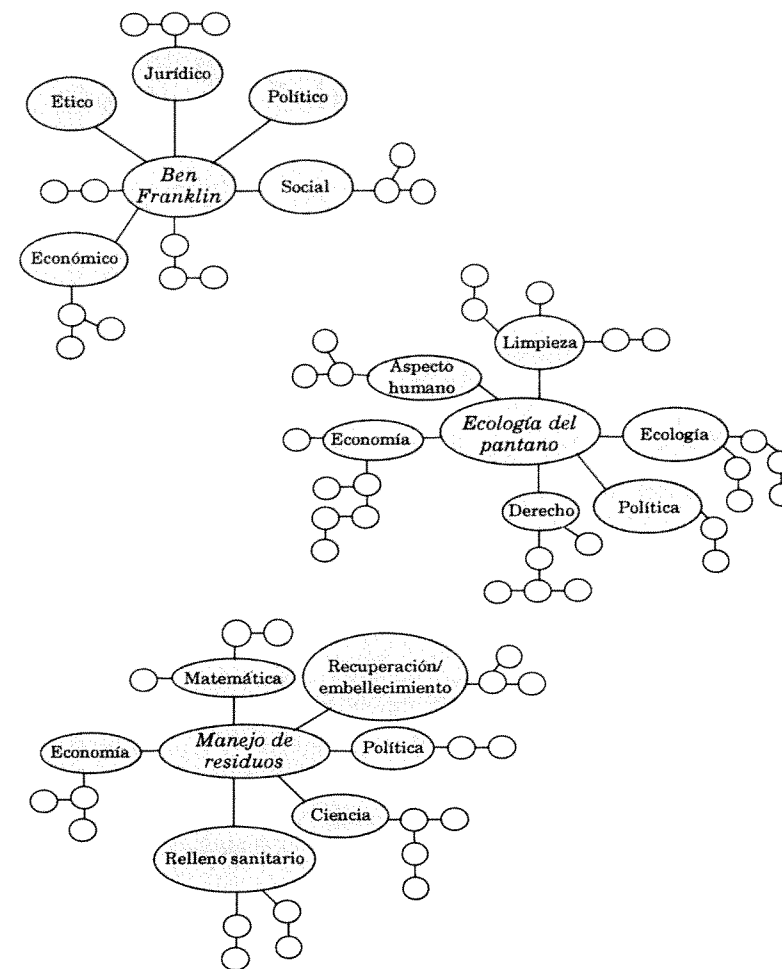 Jurídico
Etico
Político
Ben
Franklin
Social
Económico
Limpieza
Aspecto
humano
Ecología del
pantano
Economía
Ecología
Derecho
Política
Matemática
Recuperación/
embellecimiento
Manejo de
residuos
Economía
Política
Ciencia
Relleno sanitario